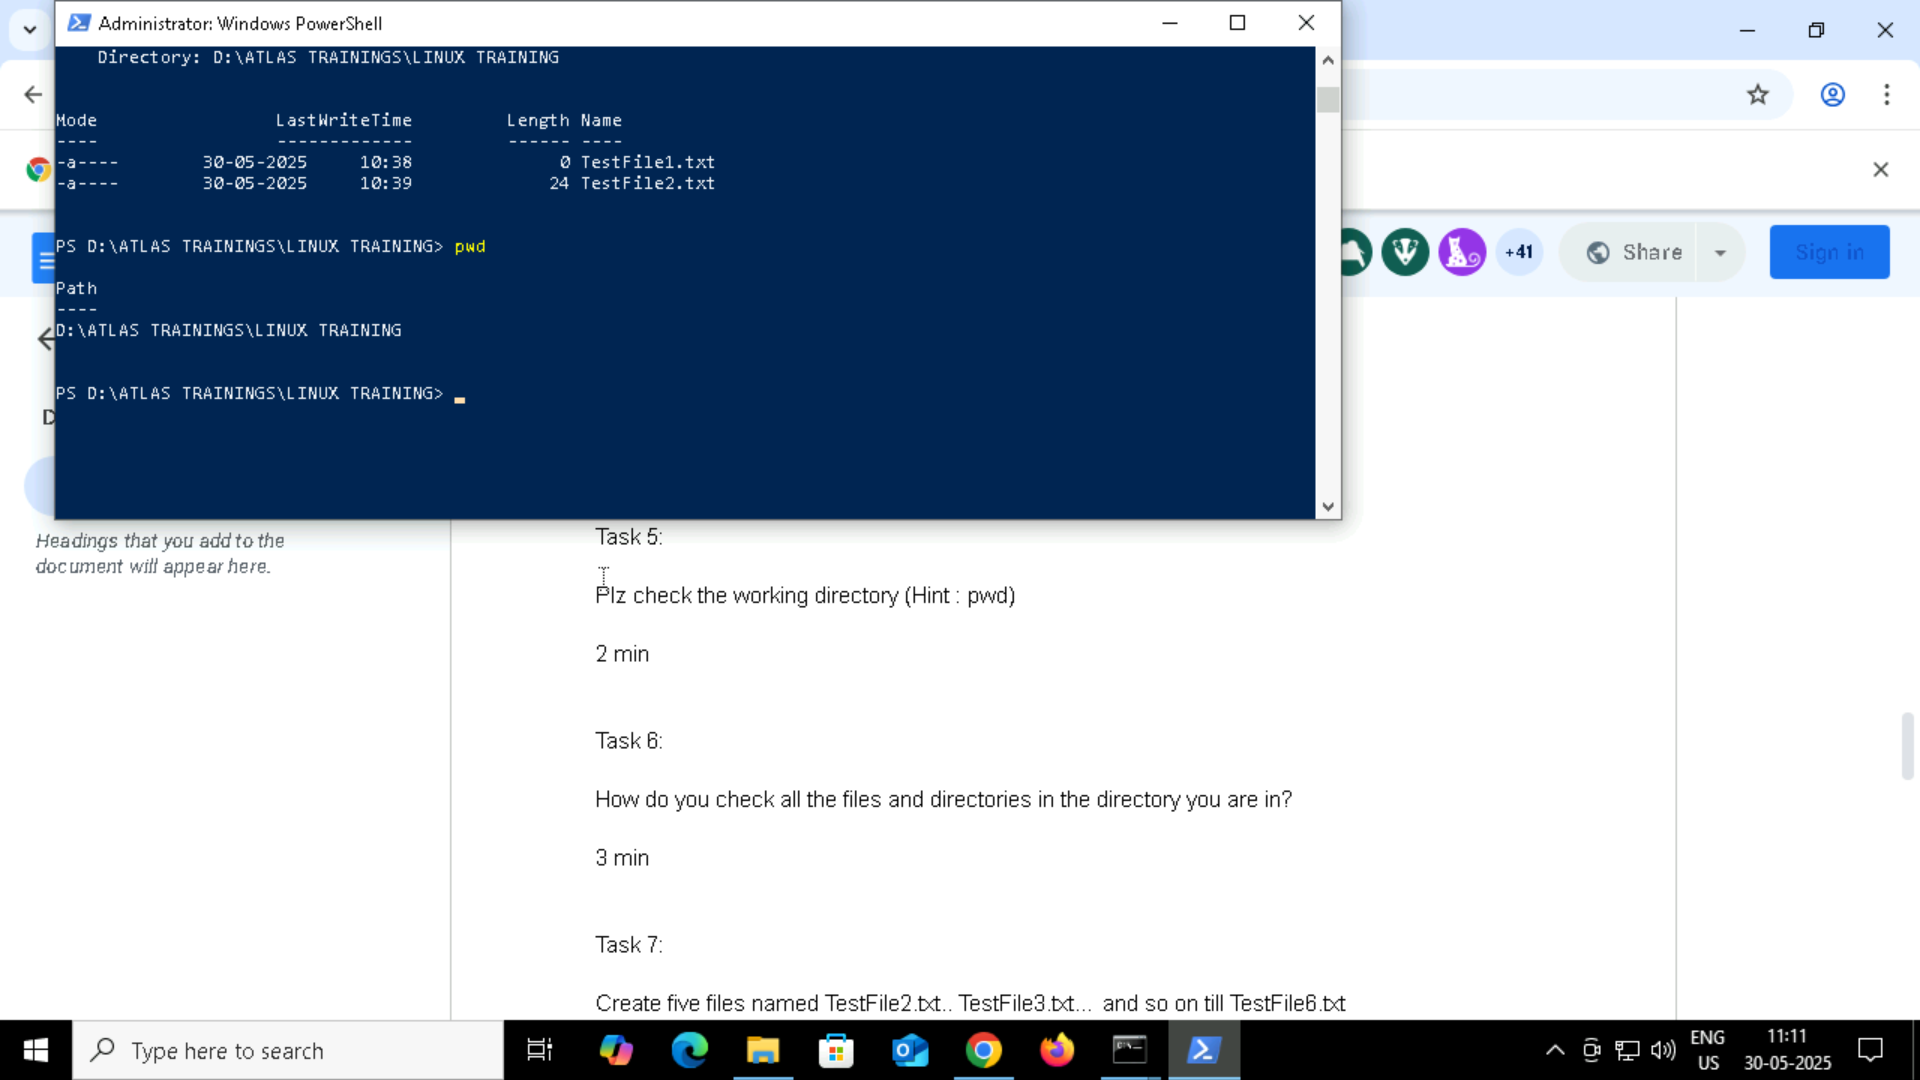 Administrator: Windows PowerShell
Directory: D:\ATLAS TRAININGS\LINUX TRAINING
Mode LastWriteTime Length Name
---- ------------- ------ ----
-a---- 30-05-2025 10:38 0 TestFile1.txt
-a---- 30-05-2025 10:39 24 TestFile2.txt
PS D:\ATLAS TRAININGS\LINUX TRAINING> pwd
Path
----
D:\ATLAS TRAININGS\LINUX TRAINING
PS D:\ATLAS TRAININGS\LINUX TRAINING>
+41
Share
Sign in
D
Headings that you add to the
document will appear here.
Task 5:
Plz check the working directory (Hint : pwd)
2 min
Task 6:
How do you check all the files and directories in the directory you are in?
3 min
Task 7:
Create five files named TestFile2.txt.. TestFile3.txt... and so on till TestFile6.txt
Type here to search
ENG
US
11:11
30-05-2025